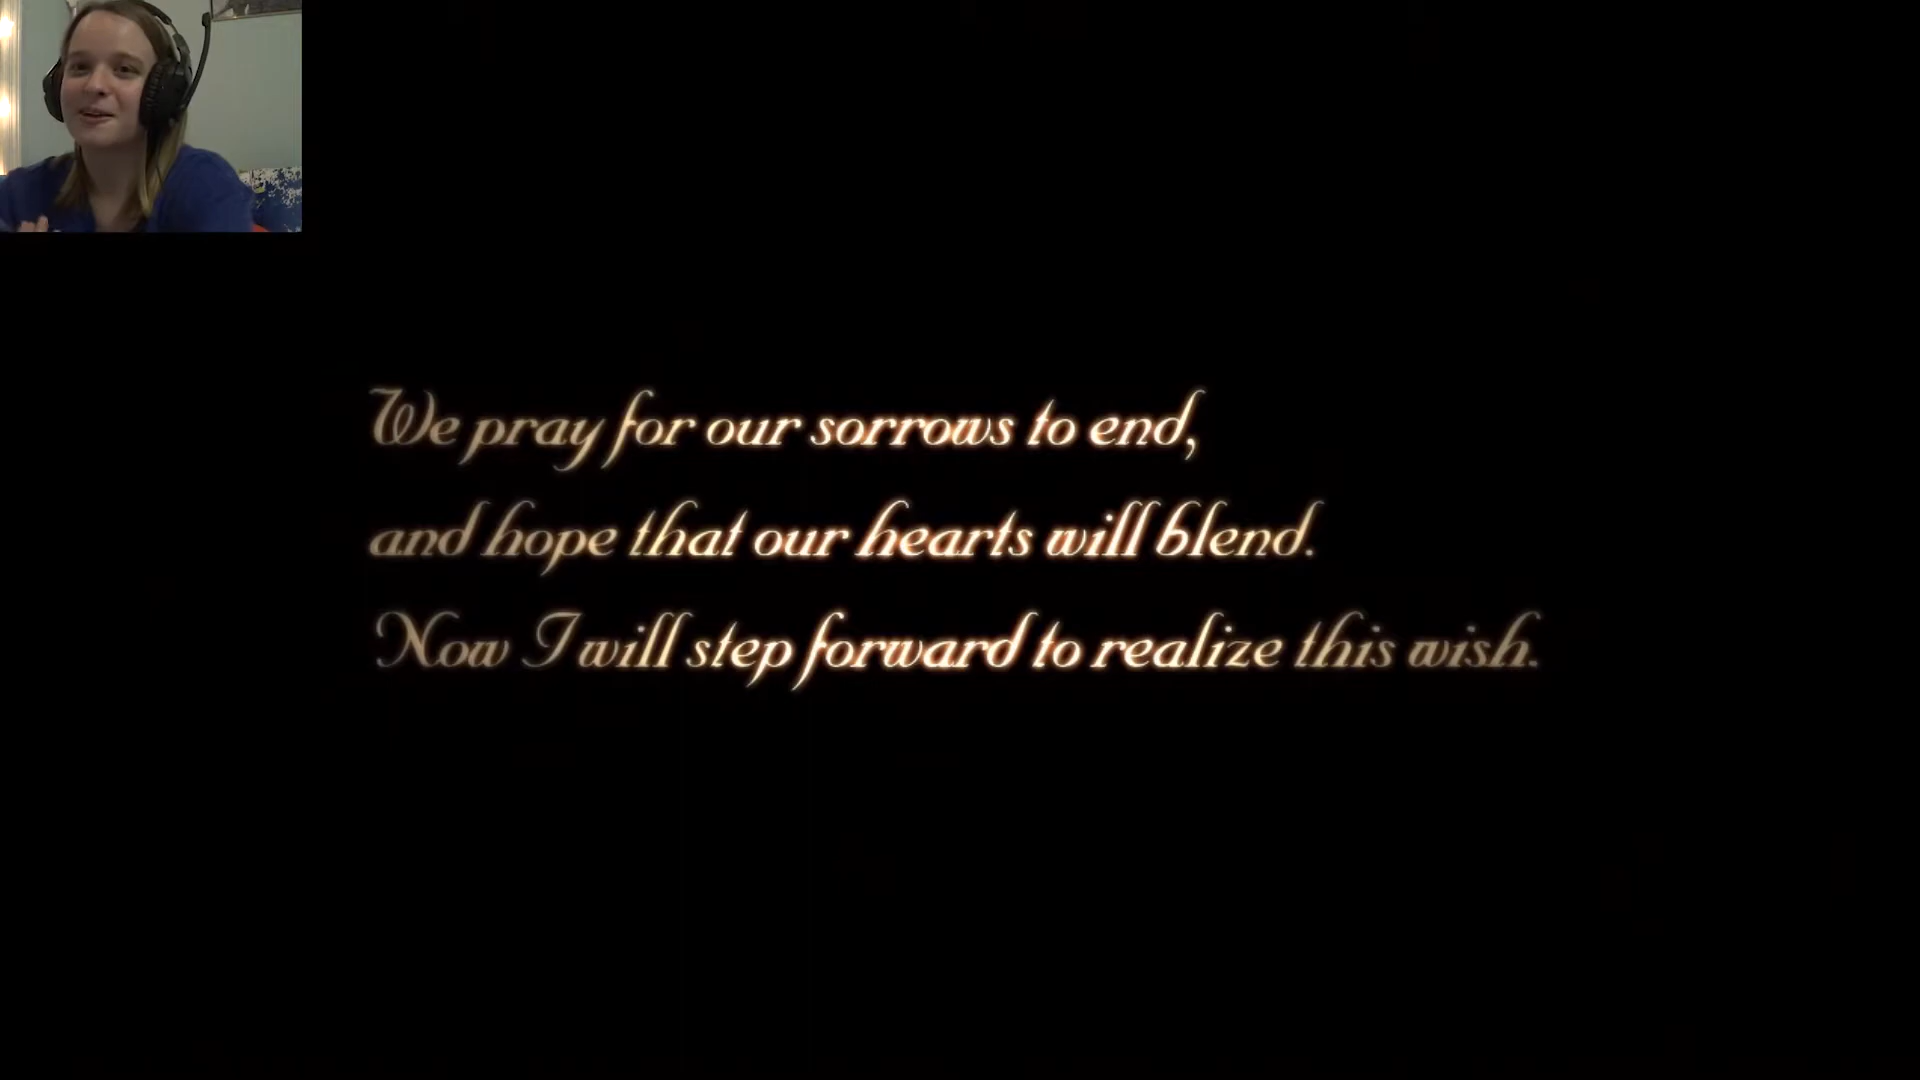 We pray for our sorrows to end,
and hope that our hearts will blend.
Now I will step forward to realize this wish.